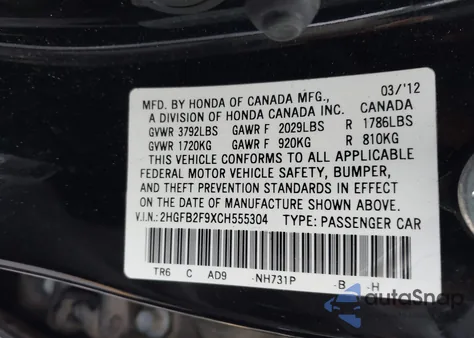 03/'12
MFD. BY HONDA OF CANADA MFG.,
A DIVISION OF HONDA CANADA INC. CANADA
GVWR 3792LBS GAWR F 2029LBS R 1786LBS
GVWR 1720KG GAWR F 920KG R 810KG
THIS VEHICLE CONFORMS TO ALL APPLICABLE
FEDERAL MOTOR VEHICLE SAFETY, BUMPER,
AND THEFT PREVENTION STANDARDS IN EFFECT
ON THE DATE OF MANUFACTURE SHOWN ABOVE.
V.I.N.: 2HGFB2F9XCH555304 TYPE: PASSENGER CAR
TR6 C AD9 -NH731P -B -H
autoSnap